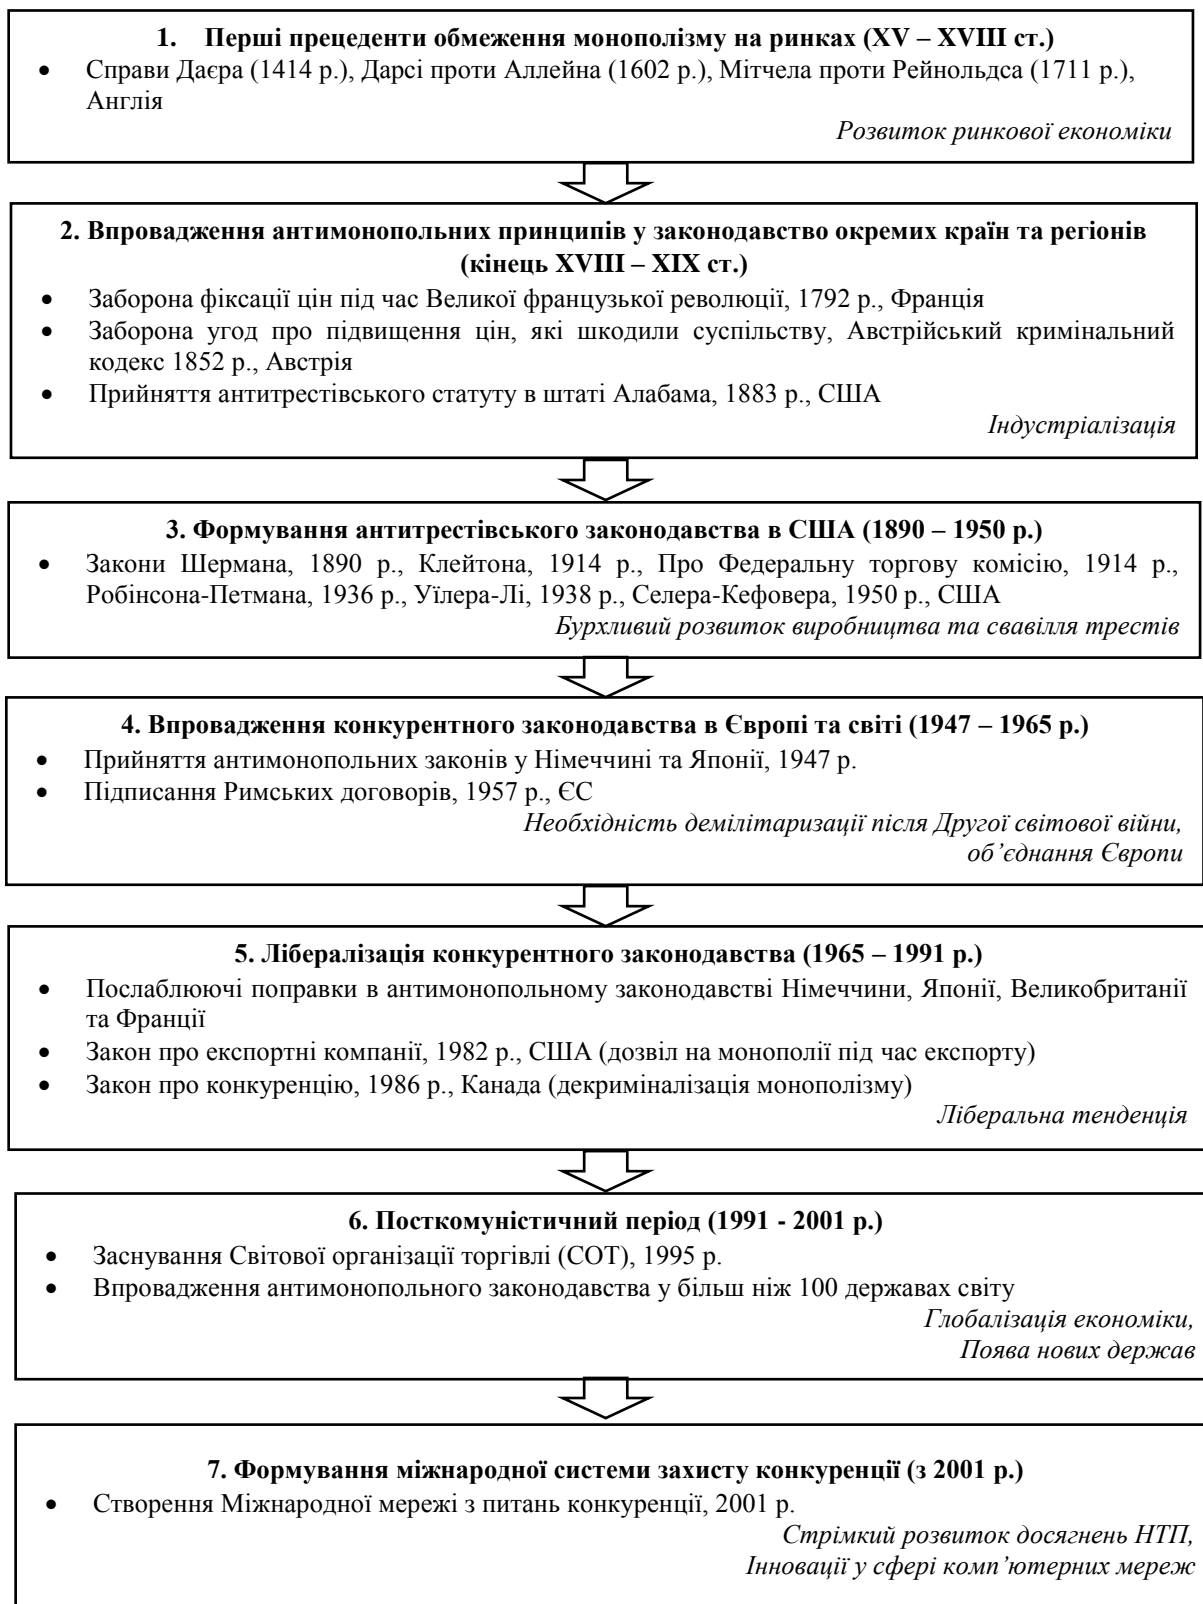 1. Перші прецеденти обмеження монополізму на ринках (XV – XVIII ст.)
• Справи Даєра (1414 р.), Дарсі проти Аллейна (1602 р.), Мітчела проти Рейнольдса (1711 р.),
Англія
Розвиток ринкової економіки
2. Впровадження антимонопольних принципів у законодавство окремих країн та регіонів
(кінець XVIII – XIX ст.)
• Заборона фіксації цін під час Великої французької революції, 1792 р., Франція
• Заборона угод про підвищення цін, які шкодили суспільству, Австрійський кримінальний
кодекс 1852 р., Австрія
• Прийняття антитрестівського статуту в штаті Алабама, 1883 р., США
Індустріалізація
3. Формування антитрестівського законодавства в США (1890 – 1950 р.)
• Закони Шермана, 1890 р., Клейтона, 1914 р., Про Федеральну торгову комісію, 1914 р.,
Робінсона-Петмана, 1936 р., Уїлера-Лі, 1938 р., Селера-Кефовера, 1950 р., США
Бурхливий розвиток виробництва та свавілля трестів
4. Впровадження конкурентного законодавства в Європі та світі (1947 – 1965 р.)
• Прийняття антимонопольних законів у Німеччині та Японії, 1947 р.
• Підписання Римських договорів, 1957 р., ЄС
Необхідність демілітаризації після Другої світової війни,
об’єднання Європи
5. Лібералізація конкурентного законодавства (1965 – 1991 р.)
• Послаблюючі поправки в антимонопольному законодавстві Німеччини, Японії, Великобританії
та Франції
• Закон про експортні компанії, 1982 р., США (дозвіл на монополії під час експорту)
• Закон про конкуренцію, 1986 р., Канада (декриміналізація монополізму)
Ліберальна тенденція
6. Посткомуністичний період (1991 - 2001 р.)
• Заснування Світової організації торгівлі (СОТ), 1995 р.
• Впровадження антимонопольного законодавства у більш ніж 100 державах світу
Глобалізація економіки,
Поява нових держав
7. Формування міжнародної системи захисту конкуренції (з 2001 р.)
• Створення Міжнародної мережі з питань конкуренції, 2001 р.
Стрімкий розвиток досягнень НТП,
Інновації у сфері комп’ютерних мереж